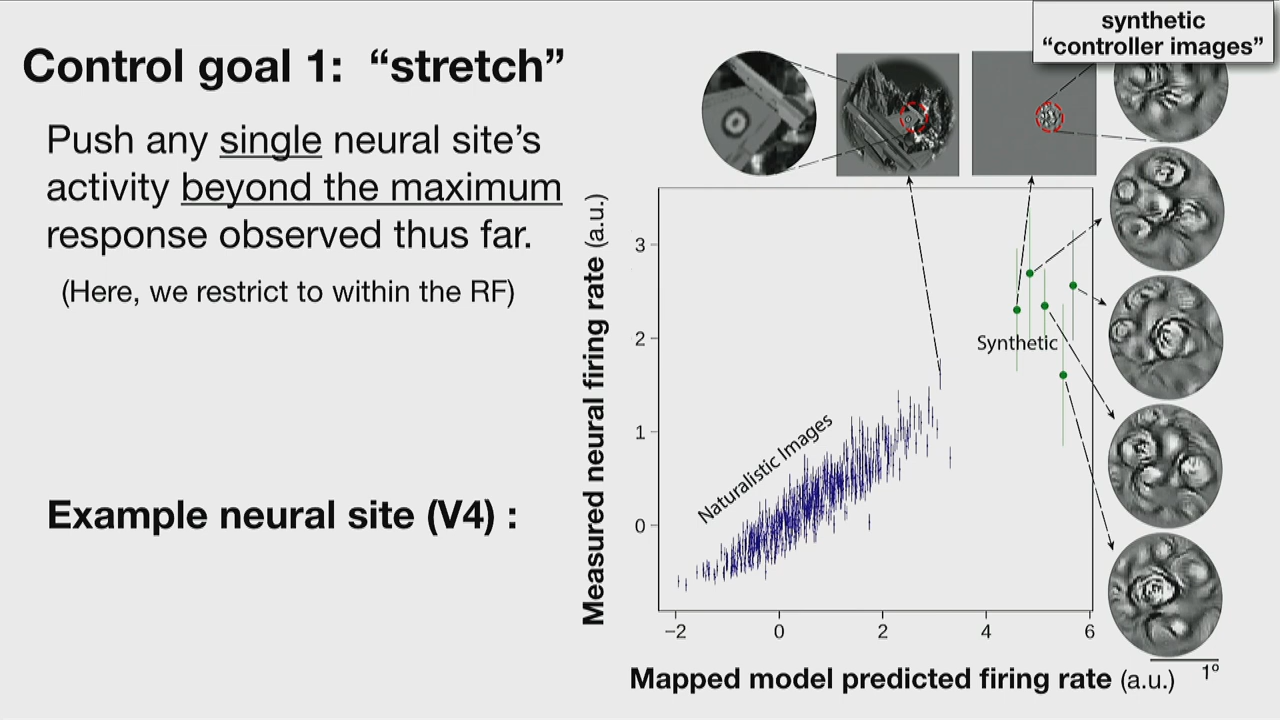 synthetic
“controller images”
Control goal 1: “stretch”
Push any single neural site’s
activity beyond the maximum
response observed thus far.
(Here, we restrict to within the RF)
Example neural site (V4) :
Measured neural firing rate (a.u.)
3
2
1
0
Synthetic
Naturalistic Images
−2
0
2
4
6
1º
Mapped model predicted firing rate (a.u.)